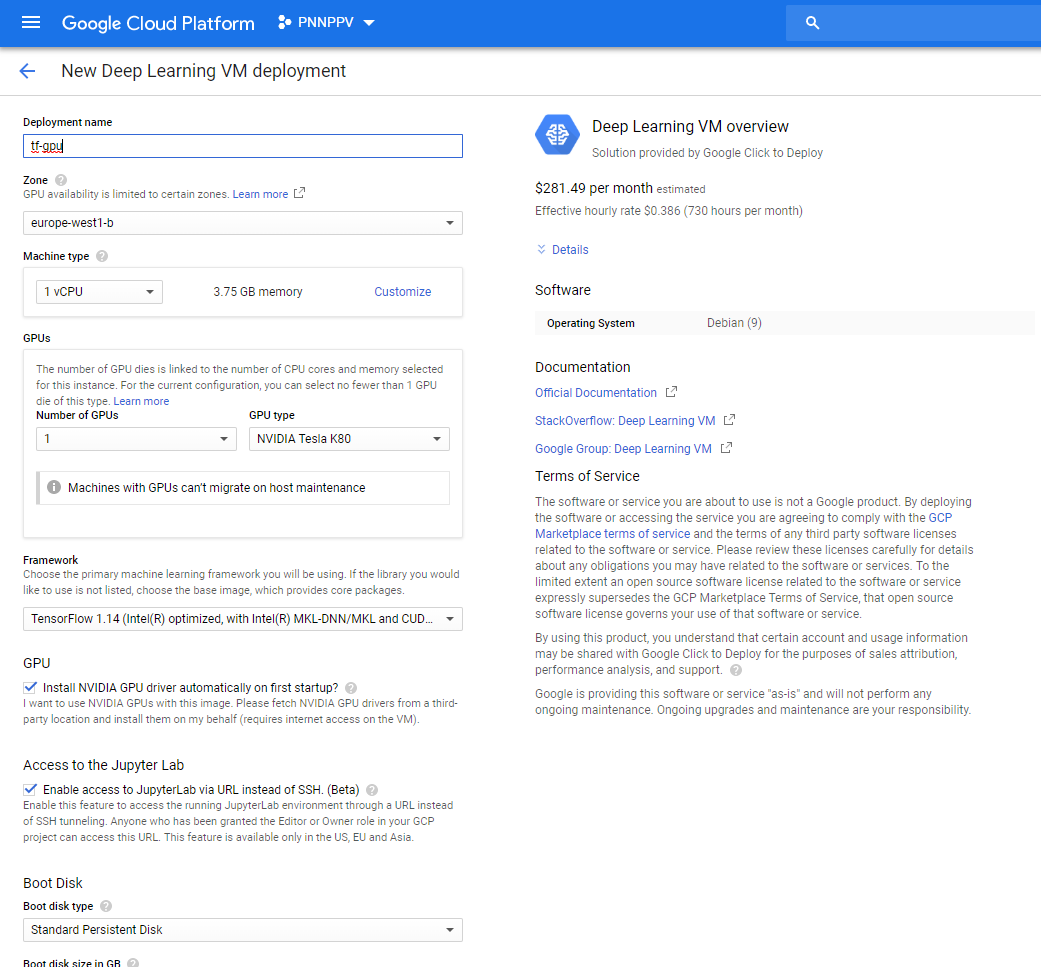 Google Cloud Platform
PNNPPV
New Deep Learning VM deployment
Deployment name
tf-gpu
Zone
GPU availability is limited to certain zones. Learn more
europe-west1-b
Machine type
1 vCPU
3.75 GB memory
Customize
GPUs
The number of GPU dies is linked to the number of CPU cores and memory selected
for this instance. For the current configuration, you can select no fewer than 1 GPU
die of this type. Learn more
Number of GPUs
GPU type
1
NVIDIA Tesla K80
Machines with GPUs can't migrate on host maintenance
Framework
Choose the primary machine learning framework you will be using. If the library you would
like to use is not listed, choose the base image, which provides core packages.
TensorFlow 1.14 (Intel(R) optimized, with Intel(R) MKL-DNN/MKL and CUD...
GPU
Install NVIDIA GPU driver automatically on first startup?
I want to use NVIDIA GPUs with this image. Please fetch NVIDIA GPU drivers from a third-
party location and install them on my behalf (requires internet access on the VM).
Access to the Jupyter Lab
Enable access to JupyterLab via URL instead of SSH. (Beta)
Enable this feature to access the running JupyterLab environment through a URL instead
of SSH tunneling. Anyone who has been granted the Editor or Owner role in your GCP
project can access this URL. This feature is available only in the US, EU and Asia.
Boot Disk
Boot disk type
Standard Persistent Disk
Boot disk size in GB
Deep Learning VM overview
Solution provided by Google Click to Deploy
$281.49 per month estimated
Effective hourly rate $0.386 (730 hours per month)
Details
Software
Operating System
Debian (9)
Documentation
Official Documentation
StackOverflow: Deep Learning VM
Google Group: Deep Learning VM
Terms of Service
The software or service you are about to use is not a Google product. By deploying
the software or accessing the service you are agreeing to comply with the GCP
Marketplace terms of service and the terms of any third party software licenses
related to the software or service. Please review these licenses carefully for details
about any obligations you may have related to the software or services. To the
limited extent an open source software license related to the software or service
expressly supersedes the GCP Marketplace Terms of Service, that open source
software license governs your use of that software or service.
By using this product, you understand that certain account and usage information
may be shared with Google Click to Deploy for the purposes of sales attribution,
performance analysis, and support.
Google is providing this software or service "as-is" and will not perform any
ongoing maintenance. Ongoing upgrades and maintenance are your responsibility.